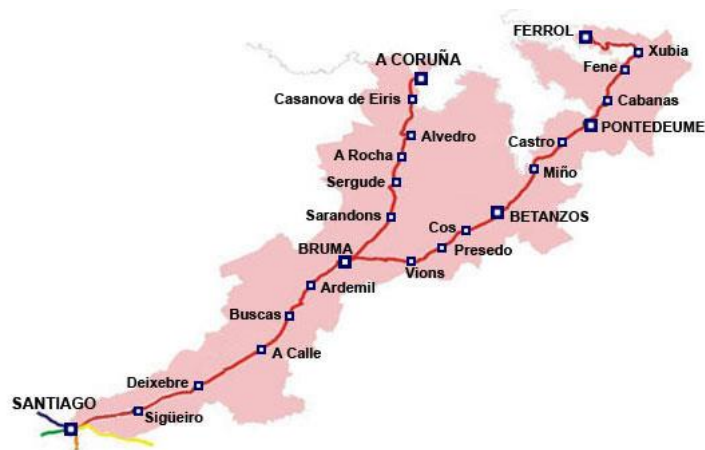 FERROL
Xubia
A CORUÑA
Fene
Casanova de Eiris
Cabanas
PONTEDEUME
Alvedro
Castro
A Rocha
Miño
Sergude
BETANZOS
Sarandons
Cos
BRUMA
Presedo
Vions
Ardemil
Buscas
A Calle
Deixebre
SANTIAGO
Sigüeiro